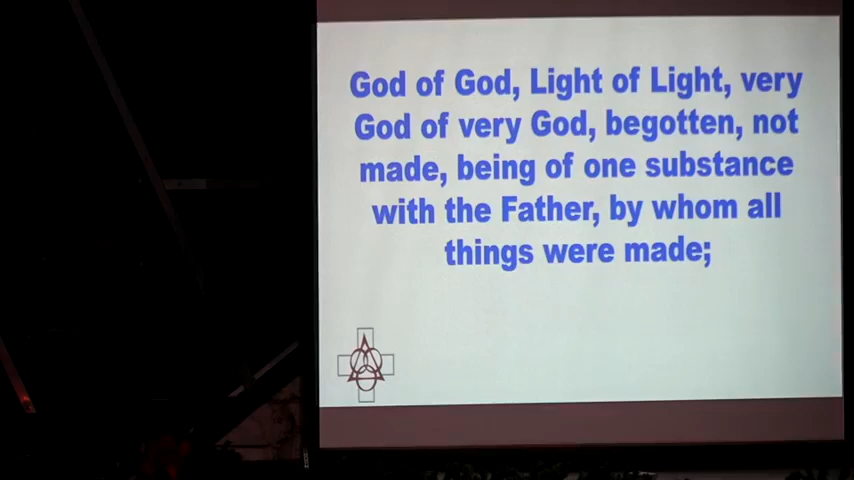 God of God, Light of Light, very
God of very God, begotten, not
made, being of one substance
with the Father, by whom all
things were made;